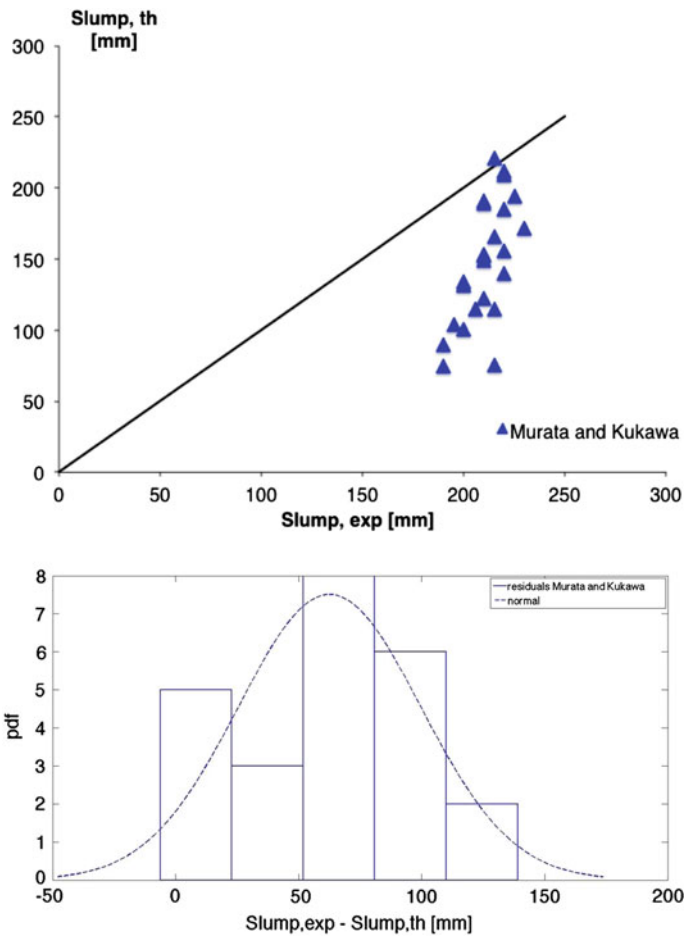 Slump, th
[mm]
300
250
200
150
100
50
0
0 50 100 150 200 250 300
Slump, exp [mm]
Murata and Kukawa
8
7
6
5
4
3
2
1
0
pdf
residuals Murata and Kukawa
normal
-50 0 50 100 150 200
Slump,exp - Slump,th [mm]